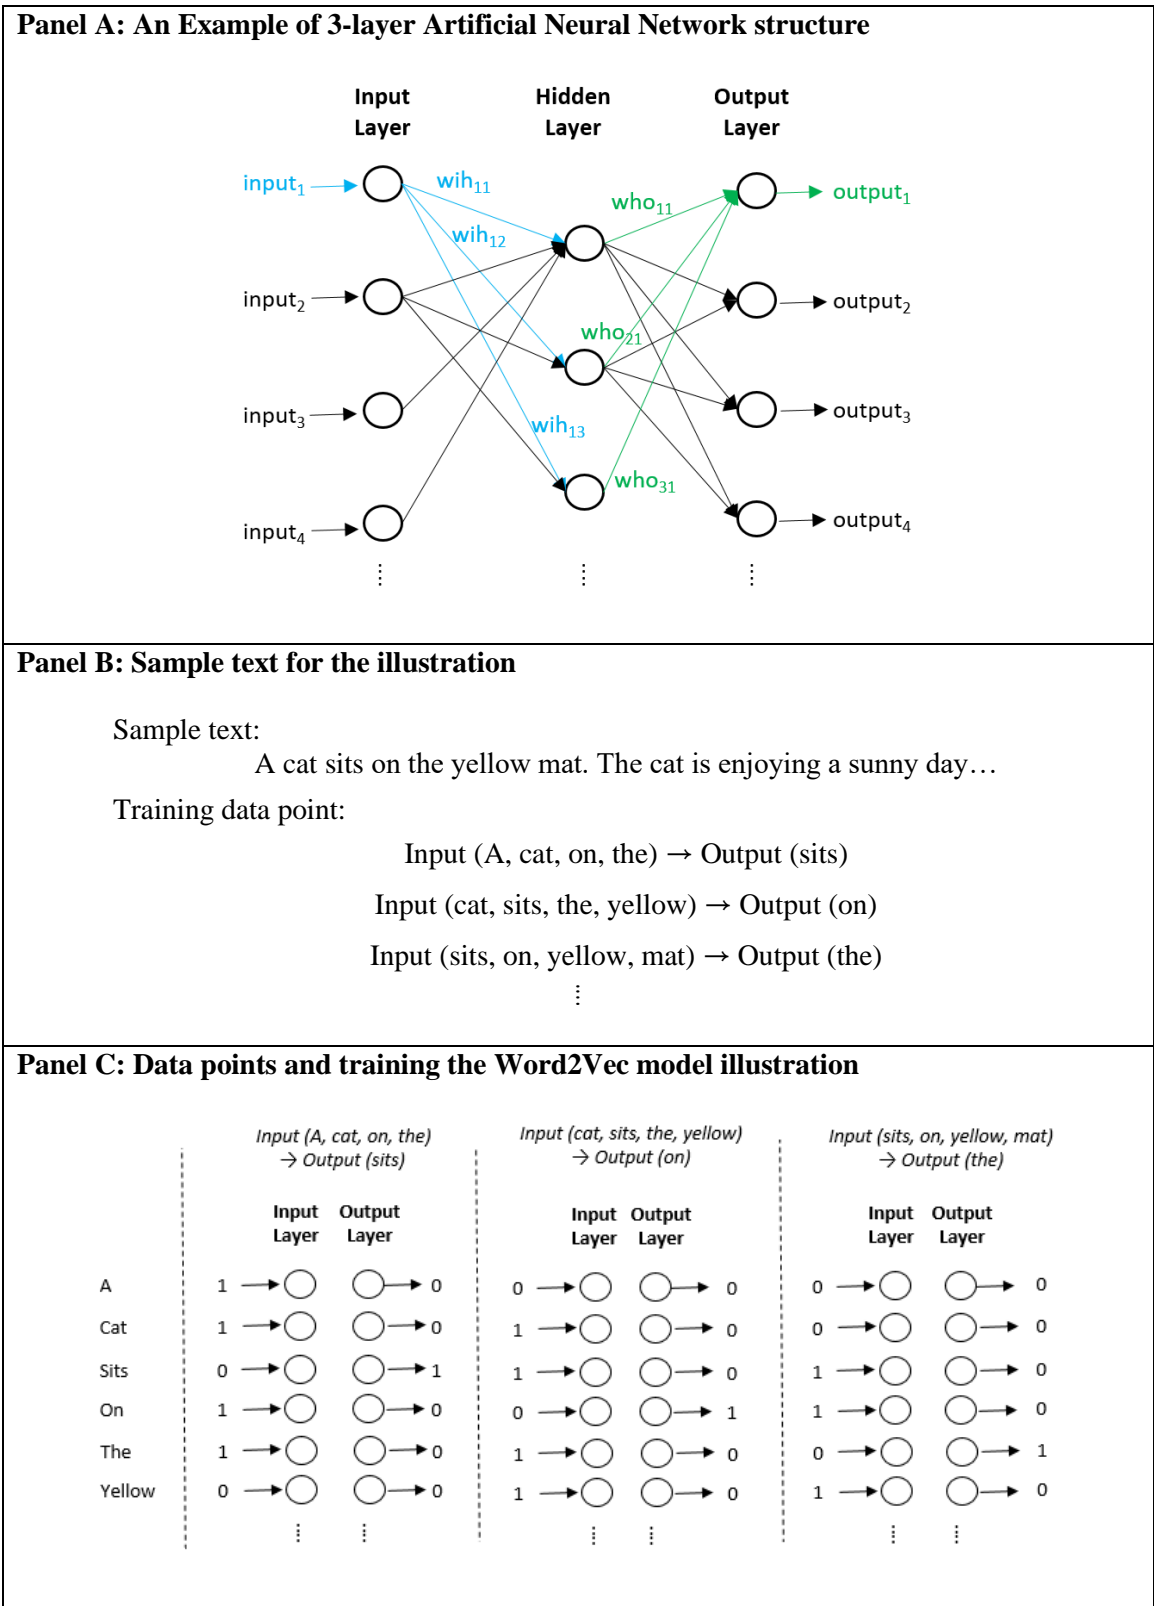 Panel A: An Example of 3-layer Artificial Neural Network structure
Input Layer
Hidden Layer
Output Layer
input₁
wih₁₁
who₁₁
output₁
wih₁₂
input₂
output₂
who₂₁
input₃
wih₁₃
output₃
who₃₁
input₄
output₄
Panel B: Sample text for the illustration
Sample text:
A cat sits on the yellow mat. The cat is enjoying a sunny day…
Training data point:
Input (A, cat, on, the) → Output (sits)
Input (cat, sits, the, yellow) → Output (on)
Input (sits, on, yellow, mat) → Output (the)
Panel C: Data points and training the Word2Vec model illustration
Input (A, cat, on, the)
→ Output (sits)
Input (cat, sits, the, yellow)
→ Output (on)
Input (sits, on, yellow, mat)
→ Output (the)
Input Output Input Output Input Output
Layer Layer Layer Layer Layer Layer
A 1 0 0 0 0 0
Cat 1 0 1 0 0 0
Sits 0 1 1 0 1 0
On 1 0 0 1 1 0
The 1 0 1 0 0 1
Yellow 0 0 1 0 1 0